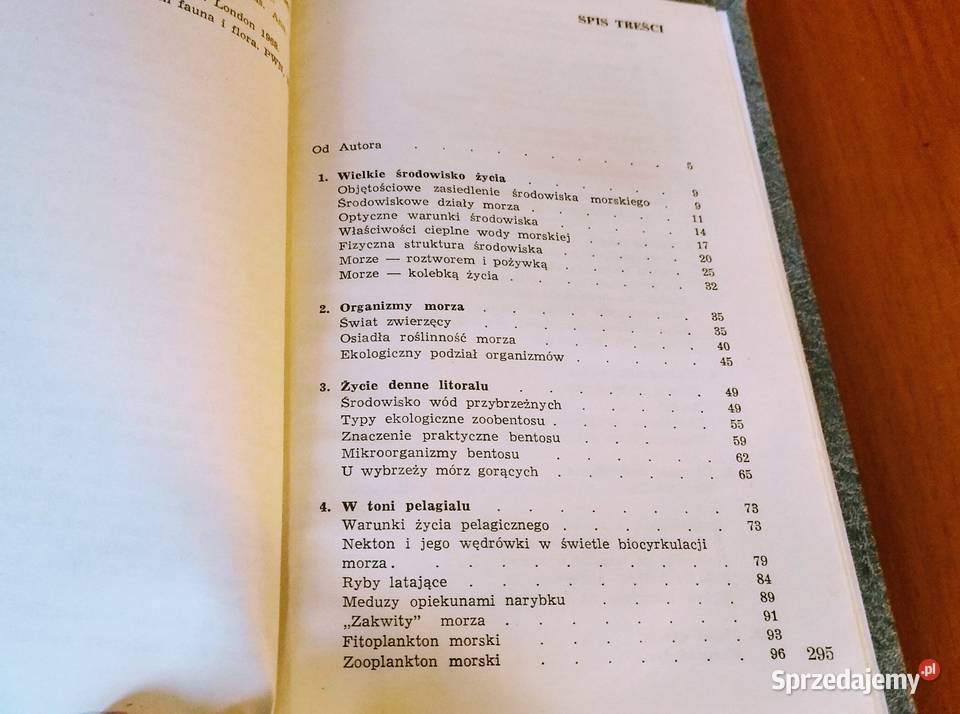 London 1968.
fauna i flora. PWN,
SPIS TREŚCI
Od Autora . . . . . . . . . . 5
1. Wielkie środowisko życia . . . . . . 9
Objętościowe zasiedlenie środowiska morskiego . 9
Środowiskowe działy morza . . . . . . 11
Optyczne warunki środowiska . . . . . 14
Właściwości cieplne wody morskiej . . . . 17
Fizyczna struktura środowiska . . . . . 20
Morze — roztworem i pożywką . . . . . 25
Morze — kolebką życia . . . . . . . 32
2. Organizmy morza . . . . . . . . 35
Świat zwierzęcy . . . . . . . . 35
Osiadła roślinność morza . . . . . . 40
Ekologiczny podział organizmów . . . . . 45
3. Życie denne litoralu . . . . . . . 49
Środowisko wód przybrzeżnych . . . . . 49
Typy ekologiczne zoobentosu . . . . . . 55
Znaczenie praktyczne bentosu . . . . 59
Mikroorganizmy bentosu . . . . . . 62
U wybrzeży mórz gorących . . . . . . 65
4. W toni pelagialu . . . . . . . . 73
Warunki życia pelagicznego . . . . . . 73
Nekton i jego wędrówki w świetle biocyrkulacji
morza . . . . . . . . . . . 79
Ryby latające . . . . . . . . . 84
Meduzy opiekunami narybku . . . . . 89
„Zakwity” morza . . . . . . . . 91
Fitoplankton morski . . . . . . . 93
Zooplankton morski . . . . . . . 96
295
Sprzedajemy.pl